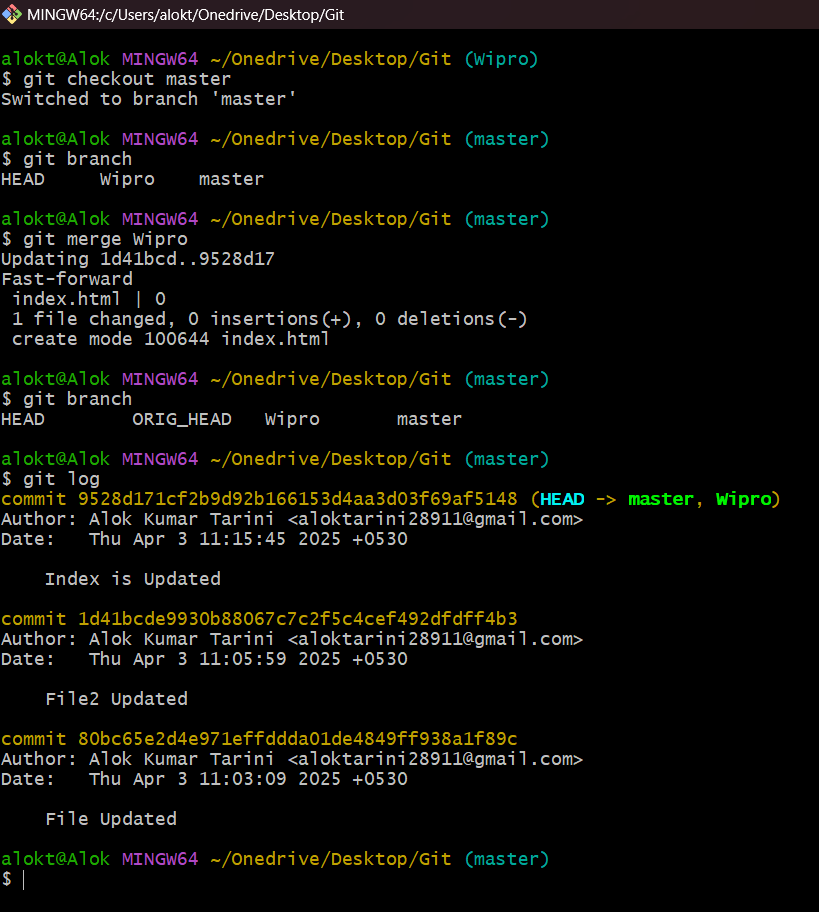 MINGW64:/c/Users/alokt/Onedrive/Desktop/Git
alokt@Alok MINGW64 ~/Onedrive/Desktop/Git (Wipro)
$ git checkout master
Switched to branch 'master'
alokt@Alok MINGW64 ~/Onedrive/Desktop/Git (master)
$ git branch
HEAD     Wipro    master
alokt@Alok MINGW64 ~/Onedrive/Desktop/Git (master)
$ git merge Wipro
Updating 1d41bcd..9528d17
Fast-forward
 index.html | 0
 1 file changed, 0 insertions(+), 0 deletions(-)
 create mode 100644 index.html
alokt@Alok MINGW64 ~/Onedrive/Desktop/Git (master)
$ git branch
HEAD        ORIG_HEAD   Wipro       master
alokt@Alok MINGW64 ~/Onedrive/Desktop/Git (master)
$ git log
commit 9528d171cf2b9d92b166153d4aa3d03f69af5148 (HEAD -> master, Wipro)
Author: Alok Kumar Tarini <aloktarini28911@gmail.com>
Date:   Thu Apr 3 11:15:45 2025 +0530
    Index is Updated
commit 1d41bcde9930b88067c7c2f5c4cef492dfdff4b3
Author: Alok Kumar Tarini <aloktarini28911@gmail.com>
Date:   Thu Apr 3 11:05:59 2025 +0530
    File2 Updated
commit 80bc65e2d4e971effddda01de4849ff938a1f89c
Author: Alok Kumar Tarini <aloktarini28911@gmail.com>
Date:   Thu Apr 3 11:03:09 2025 +0530
    File Updated
alokt@Alok MINGW64 ~/Onedrive/Desktop/Git (master)
$